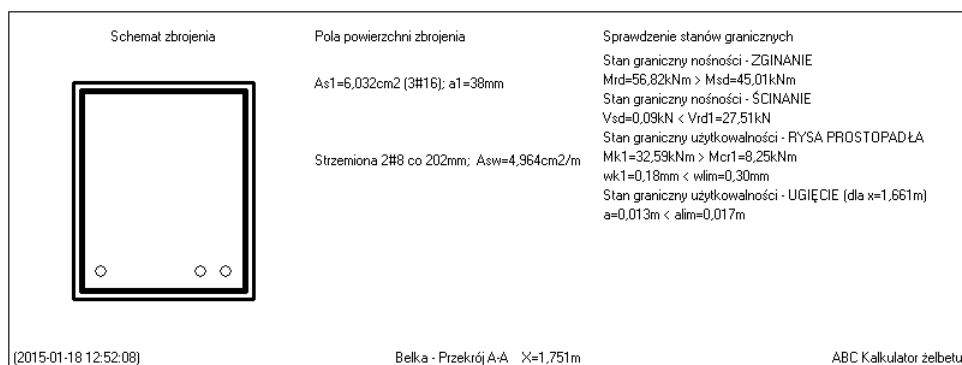 Schemat zbrojenia
Pola powierzchni zbrojenia
As1=6,032cm2 (3#16); a1=38mm
Strzemiona 2#8 co 202mm; Asw=4,964cm2/m
Sprawdzenie stanów granicznych
Stan graniczny nośności - ZGINANIE
Mrd=56,82kNm > Msd=45,01kNm
Stan graniczny nośności - ŚCINANIE
Vsd=0,09kN < Vrd1=27,51kN
Stan graniczny użytkowalności - RYSA PROSTOPADŁA
Mk1=32,59kNm > Mcr1=8,25kNm
wk1=0,18mm < wlim=0,30mm
Stan graniczny użytkowalności - UGIĘCIE (dla x=1,661m)
a=0,013m < alim=0,017m
(2015-01-18 12:52:08)
Belka - Przekrój A-A X=1,751m
ABC Kalkulator żelbetu